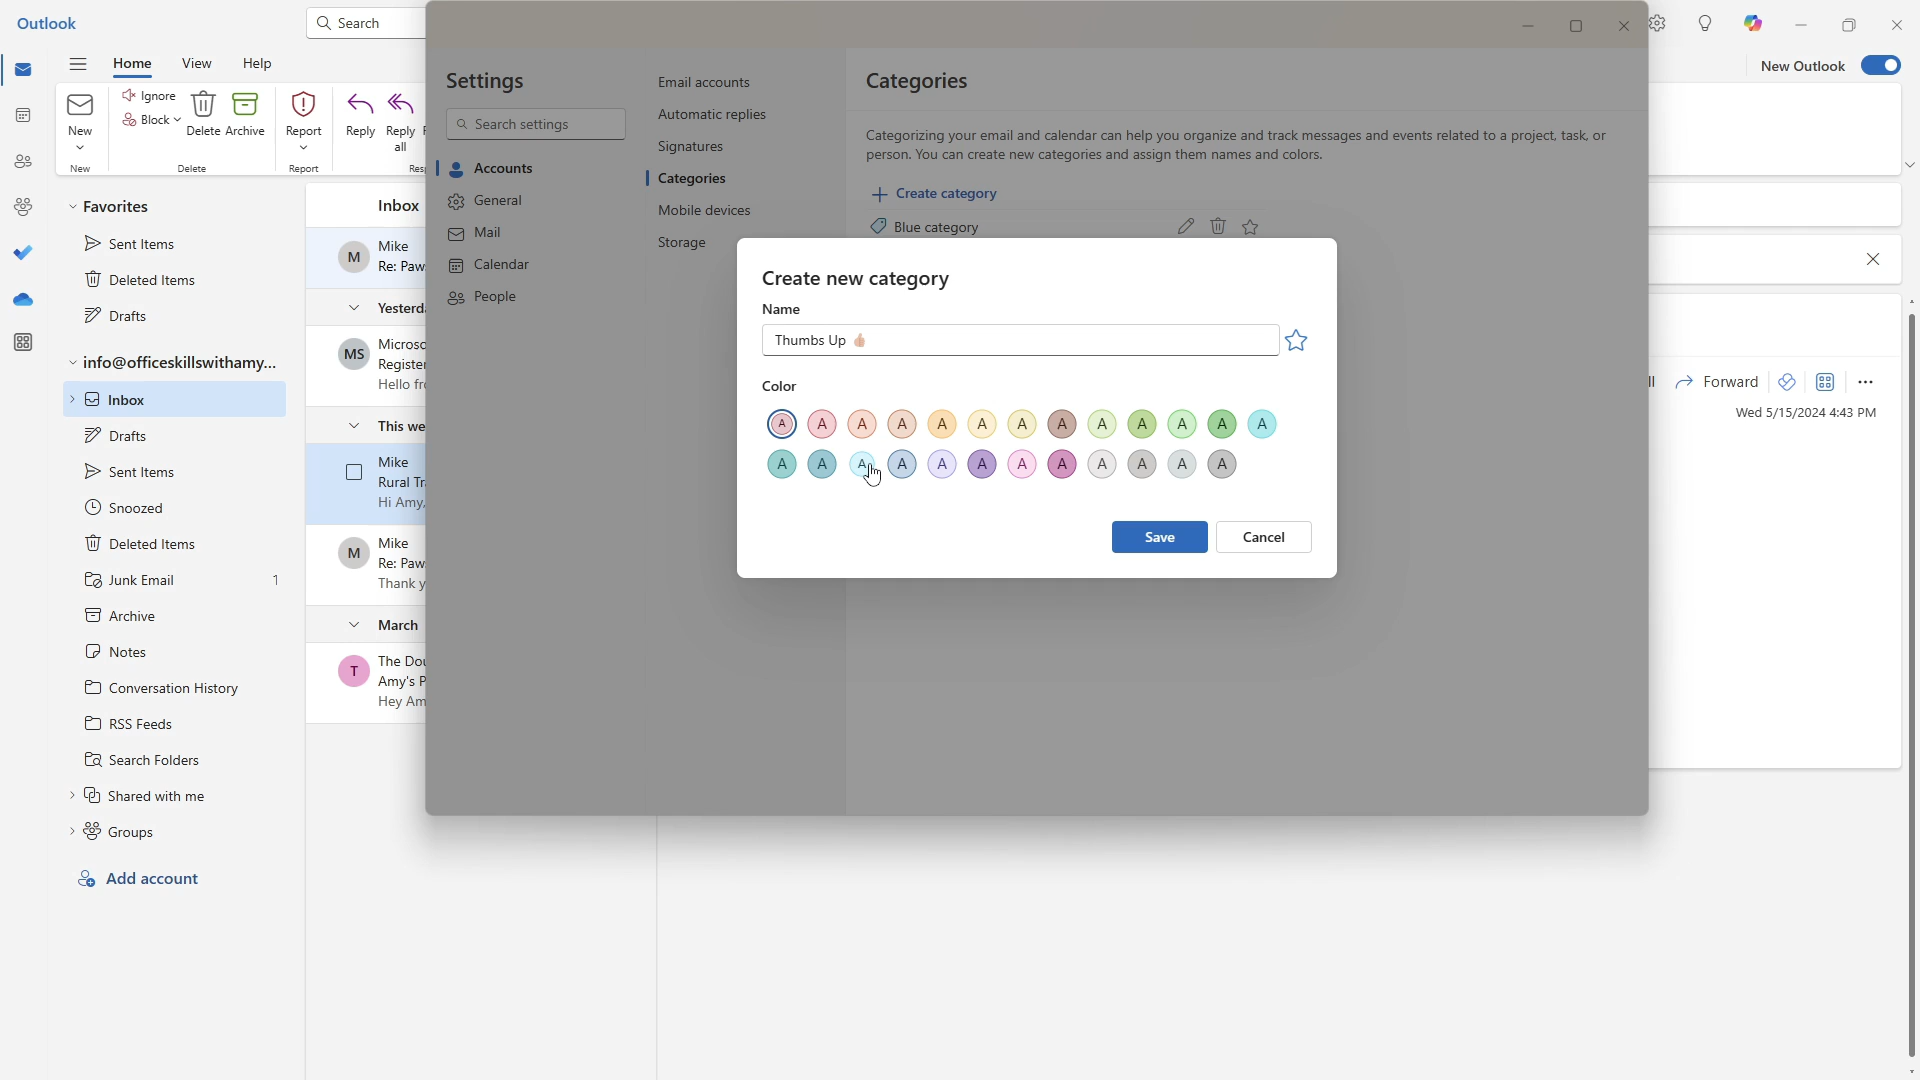 Outlook
Search
Home View Help
New Outlook
New
Ignore
Block
Delete
Archive
Report
Reply
Reply all
New
Delete
Report
Resp
Favorites
Sent Items
Deleted Items
Drafts
info@officeskillswithamy...
Inbox
Drafts
Sent Items
Snoozed
Deleted Items
Junk Email 1
Archive
Notes
Conversation History
RSS Feeds
Search Folders
Shared with me
Groups
Add account
Inbox
M
Mike
Re: Paw
Yesterd
MS
Microso
Register
Hello fr
This we
Mike
Rural Tr
Hi Amy,
M
Mike
Re: Paw
Thank y
March
T
The Dou
Amy's P
Hey Am
Settings
Search settings
Accounts
General
Mail
Calendar
People
Email accounts
Automatic replies
Signatures
Categories
Mobile devices
Storage
Categories
Categorizing your email and calendar can help you organize and track messages and events related to a project, task, or
person. You can create new categories and assign them names and colors.
Create category
Blue category
Create new category
Name
Thumbs Up 👍🏻
Color
A A A A A A A A A A A A A
A A A A A A A A A A A A
Save Cancel
ll Forward
Wed 5/15/2024 4:43 PM